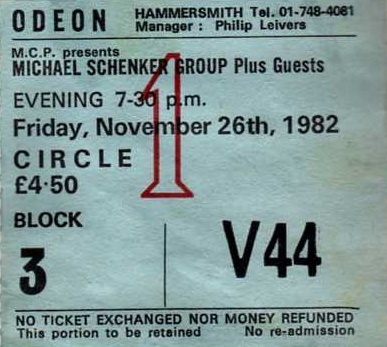 ODEON HAMMERSMITH Tel. 01-748-4081
Manager : Philip Leivers
M.C.P. presents
MICHAEL SCHENKER GROUP Plus Guests
EVENING 7-30 p.m.
Friday, November 26th, 1982
CIRCLE
£4·50
1
BLOCK
3
V44
NO TICKET EXCHANGED NOR MONEY REFUNDED
This portion to be retained No re-admission